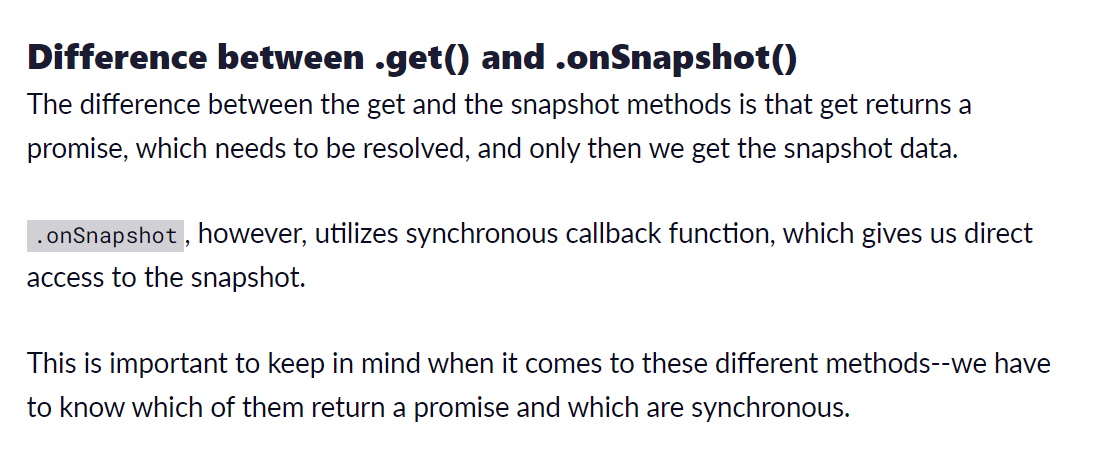 Difference between .get() and .onSnapshot()
The difference between the get and the snapshot methods is that get returns a
promise, which needs to be resolved, and only then we get the snapshot data.
.onSnapshot, however, utilizes synchronous callback function, which gives us direct
access to the snapshot.
This is important to keep in mind when it comes to these different methods--we have
to know which of them return a promise and which are synchronous.